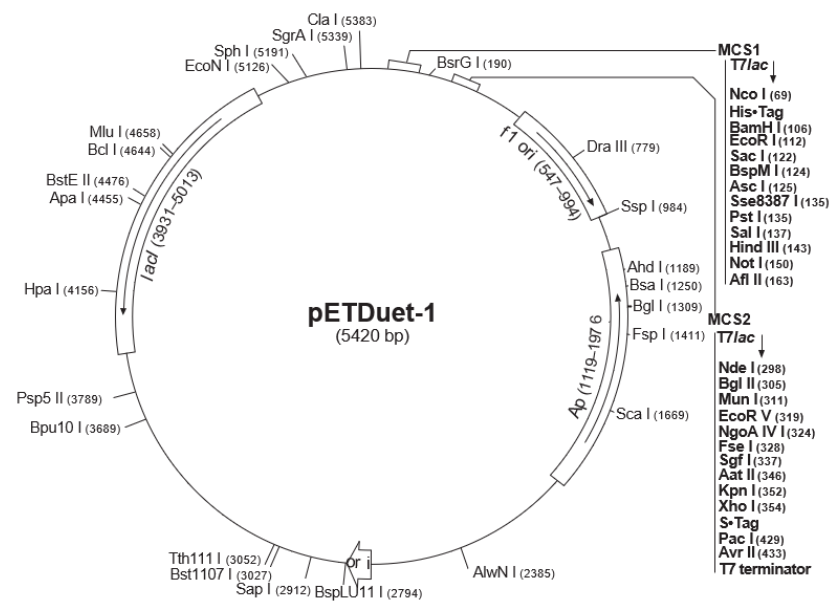 Cla I (5383)
SgrA I (5339)
Sph I (5191)
EcoN I (5126)
Mlu I (4658)
Bcl I (4644)
BstE II (4476)
Apa I (4455)
lacI (3931–5013)
Hpa I (4156)
Psp5 II (3789)
Bpu10 I (3689)
Tth111 I (3052)
Bst1107 I (3027)
Sap I (2912)
BspLU11 I (2794)
or i
AlwN I (2385)
pETDuet-1
(5420 bp)
BsrG I (190)
f1 ori (547–994)
Dra III (779)
Ssp I (984)
Ahd I (1189)
Bsa I (1250)
Bgl I (1309)
Fsp I (1411)
Ap (1119–197 6
Sca I (1669)
MCS1
T7lac
Nco I (69)
His•Tag
BamH I (106)
EcoR I (112)
Sac I (122)
BspM I (124)
Asc I (125)
Sse8387 I (135)
Pst I (135)
Sal I (137)
Hind III (143)
Not I (150)
Afl II (163)
MCS2
T7lac
Nde I (298)
Bgl II (305)
Mun I (311)
EcoR V (319)
NgoA IV I (324)
Fse I (328)
Sgf I (337)
Aat II (346)
Kpn I (352)
Xho I (354)
S•Tag
Pac I (429)
Avr II (433)
T7 terminator